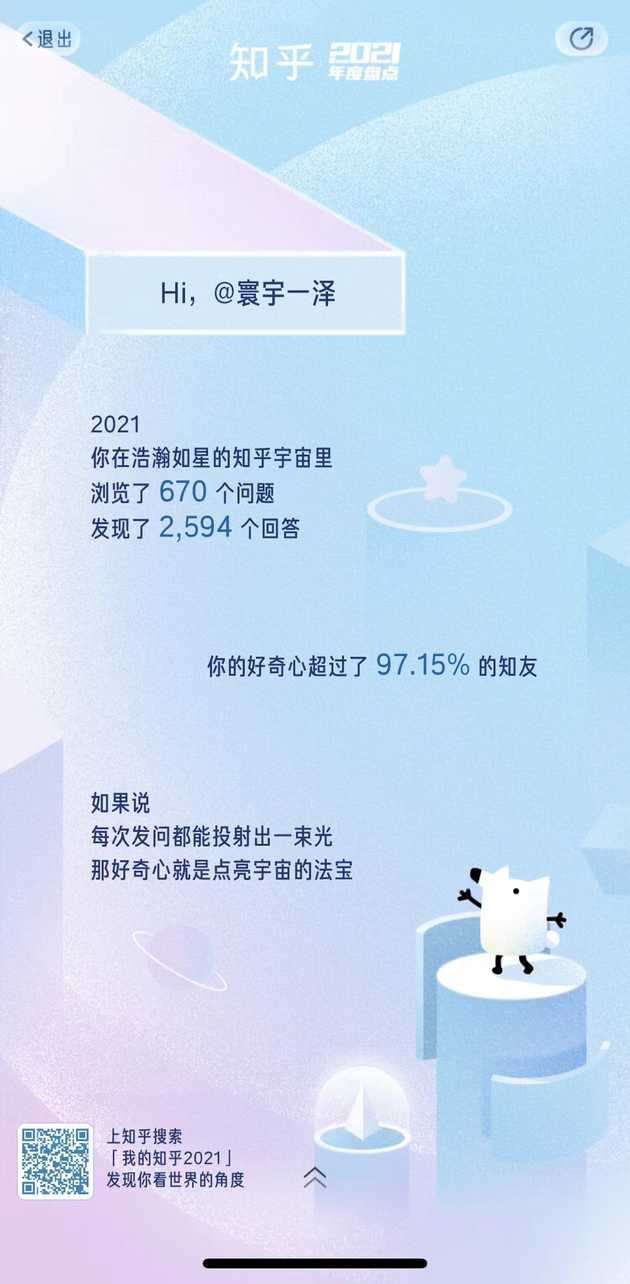 退出
知乎 2021
年度盘点
Hi，@寰宇一泽
2021
你在浩瀚如星的知乎宇宙里
浏览了 670 个问题
发现了 2,594 个回答
你的好奇心超过了 97.15% 的知友
如果说
每次发问都能投射出一束光
那好奇心就是点亮宇宙的法宝
上知乎搜索
「我的知乎2021」
发现你看世界的角度